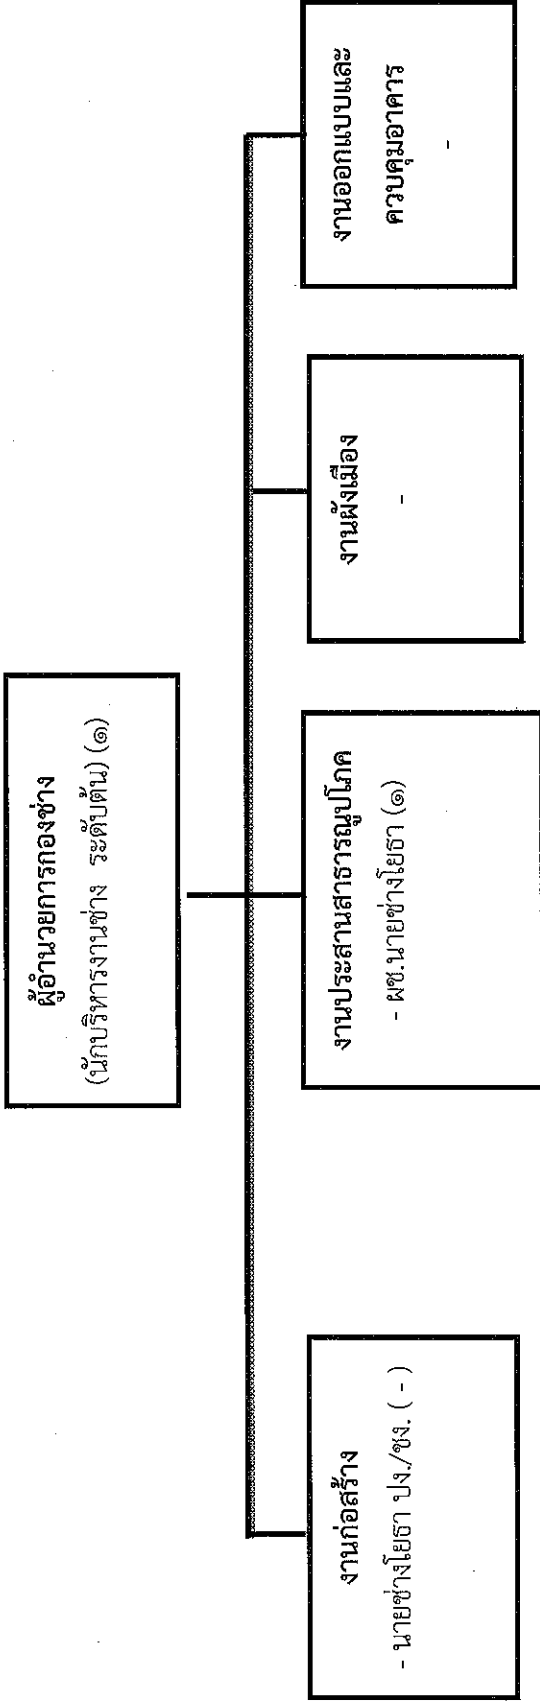 ผู้อำนวยการกองช่าง
(นักบริหารงานช่าง ระดับต้น) (๑)
งานก่อสร้าง
- นายช่างโยธา ปง./ชง. ( - )
งานประสานสาธารณูปโภค
- ผช.นายช่างโยธา (๑)
งานผังเมือง
-
งานออกแบบและ
ควบคุมอาคาร
-